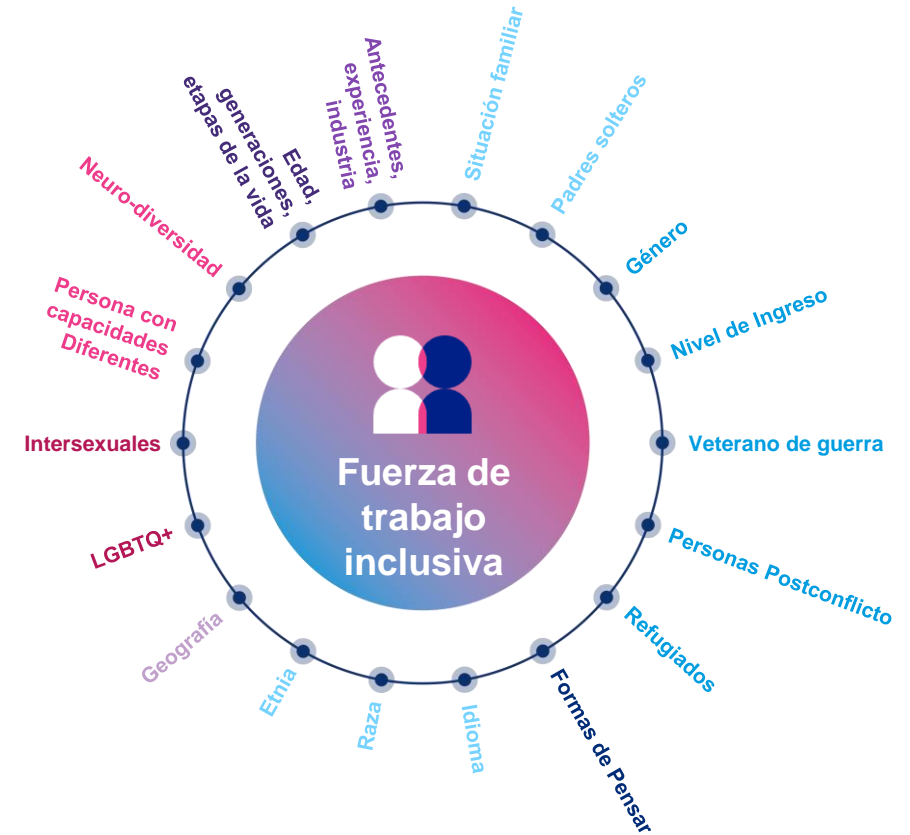 Fuerza de
trabajo
inclusiva
Situación familiar
Padres solteros
Género
Nivel de Ingreso
Veterano de guerra
Personas Postconflicto
Refugiados
Formas de Pensar
Idioma
Raza
Etnia
Geografía
LGBTQ+
Intersexuales
Persona con
capacidades
Diferentes
Neuro-diversidad
Edad,
generaciones,
etapas de la vida
Antecedentes,
experiencia,
industria